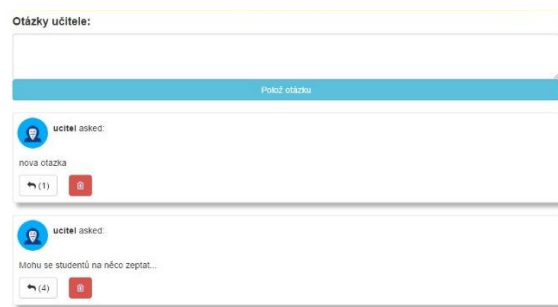 Otázky učitele:
Polož otázku
ucitel asked:
nova otazka
(1)
ucitel asked:
Mohu se studentů na něco zeptat...
(4)